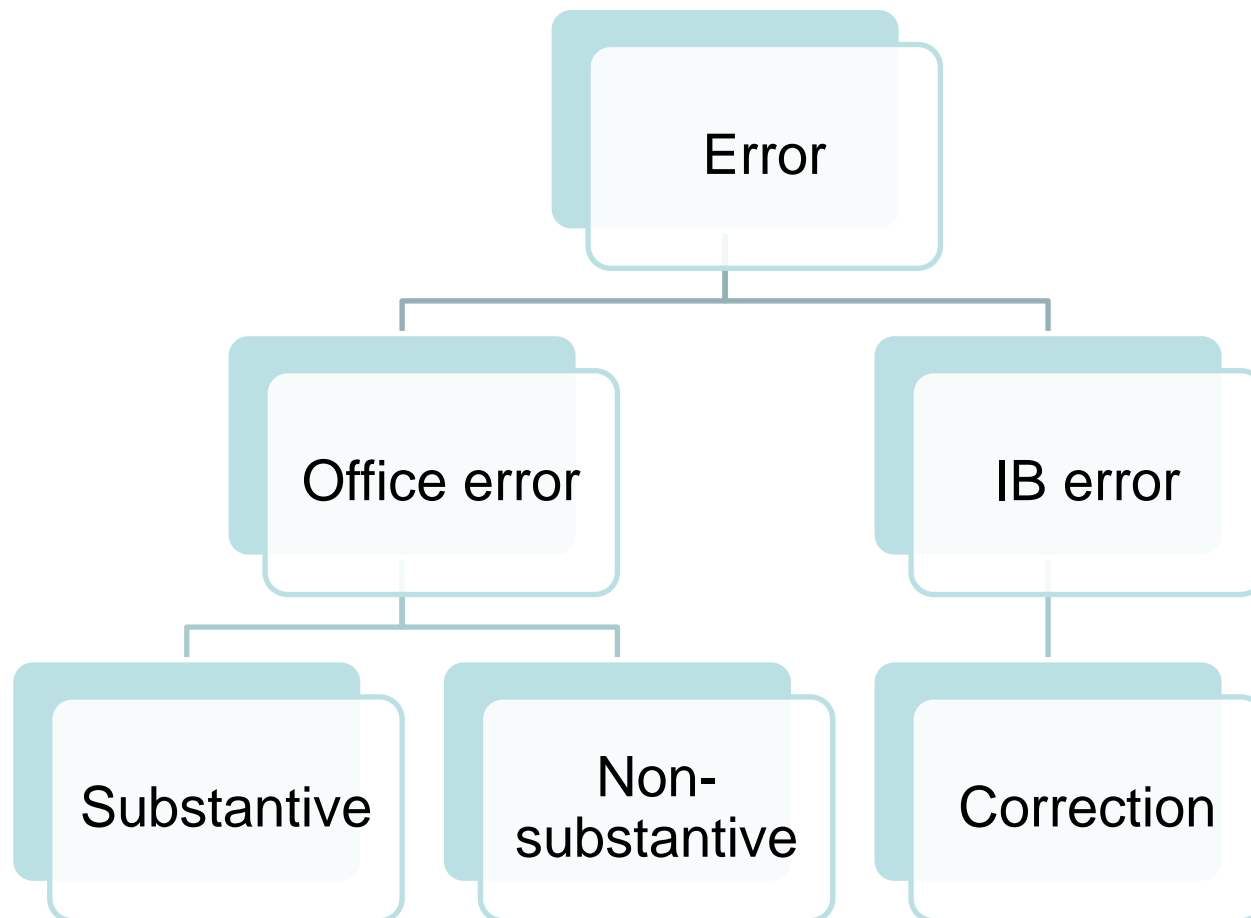 Error
Office error
IB error
Substantive
Non-
substantive
Correction